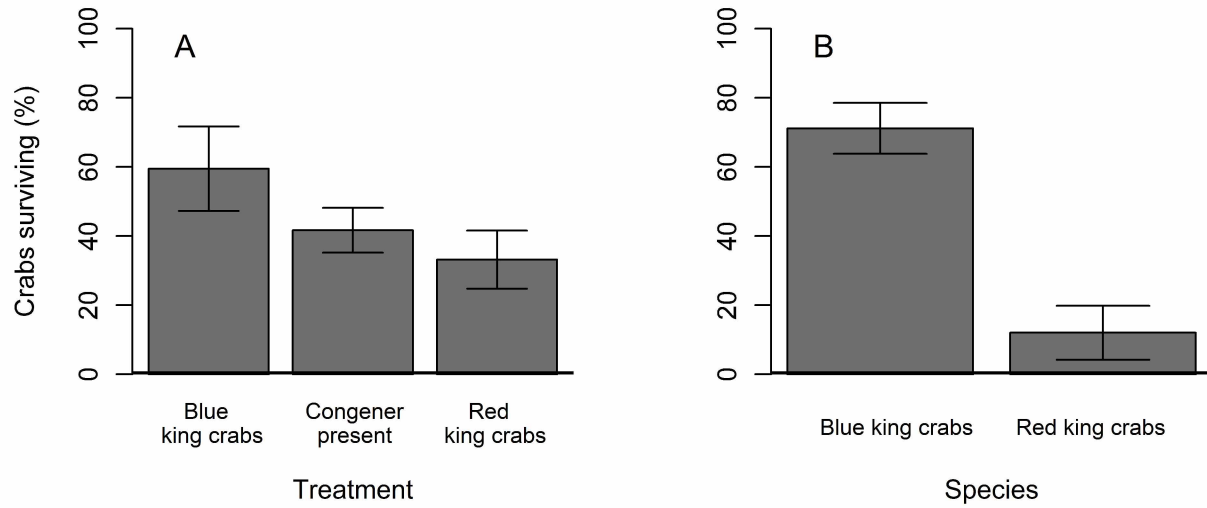 A
Crabs surviving (%)
100
80
60
40
20
0
Blue
king crabs
Congener
present
Red
king crabs
Treatment
B
100
80
60
40
20
0
Blue king crabs
Red king crabs
Species